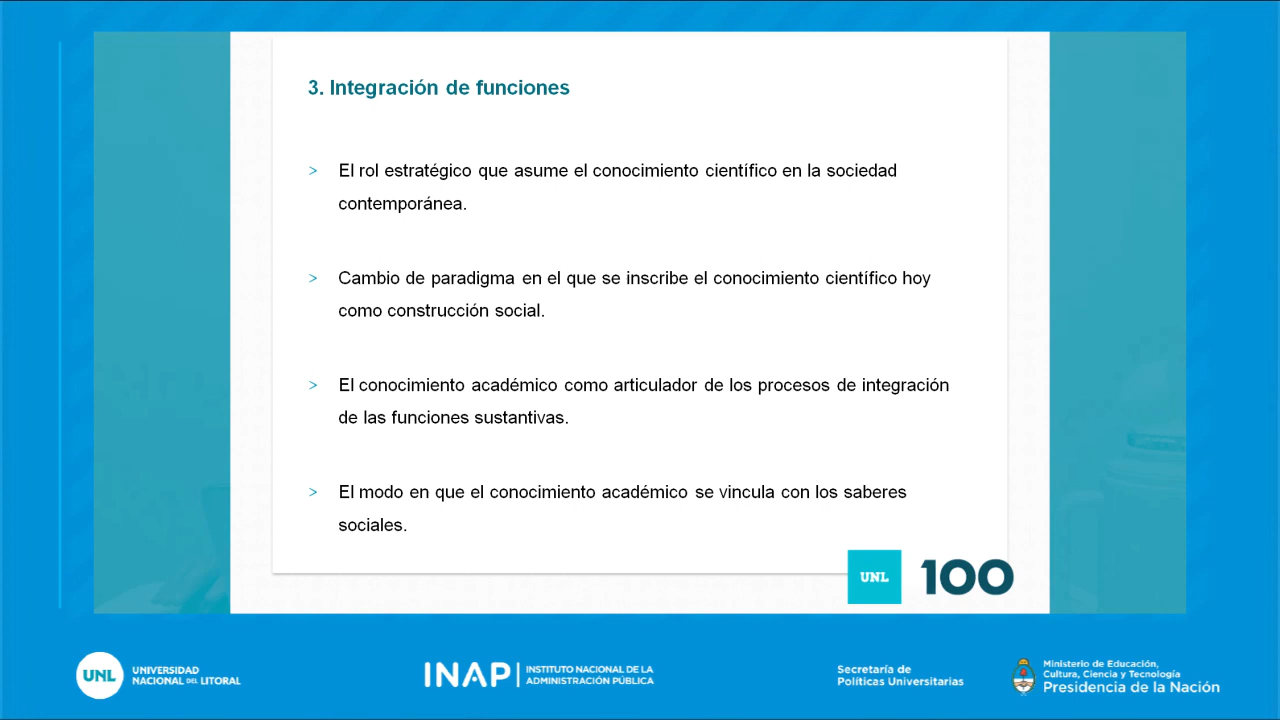 3. Integración de funciones
> El rol estratégico que asume el conocimiento científico en la sociedad
contemporánea.
> Cambio de paradigma en el que se inscribe el conocimiento científico hoy
como construcción social.
> El conocimiento académico como articulador de los procesos de integración
de las funciones sustantivas.
> El modo en que el conocimiento académico se vincula con los saberes
sociales.
UNL 100
UNL UNIVERSIDAD
NACIONAL DEL LITORAL
INAP INSTITUTO NACIONAL DE LA
ADMINISTRACIÓN PÚBLICA
Secretaría de
Políticas Universitarias
Ministerio de Educación,
Cultura, Ciencia y Tecnología
Presidencia de la Nación